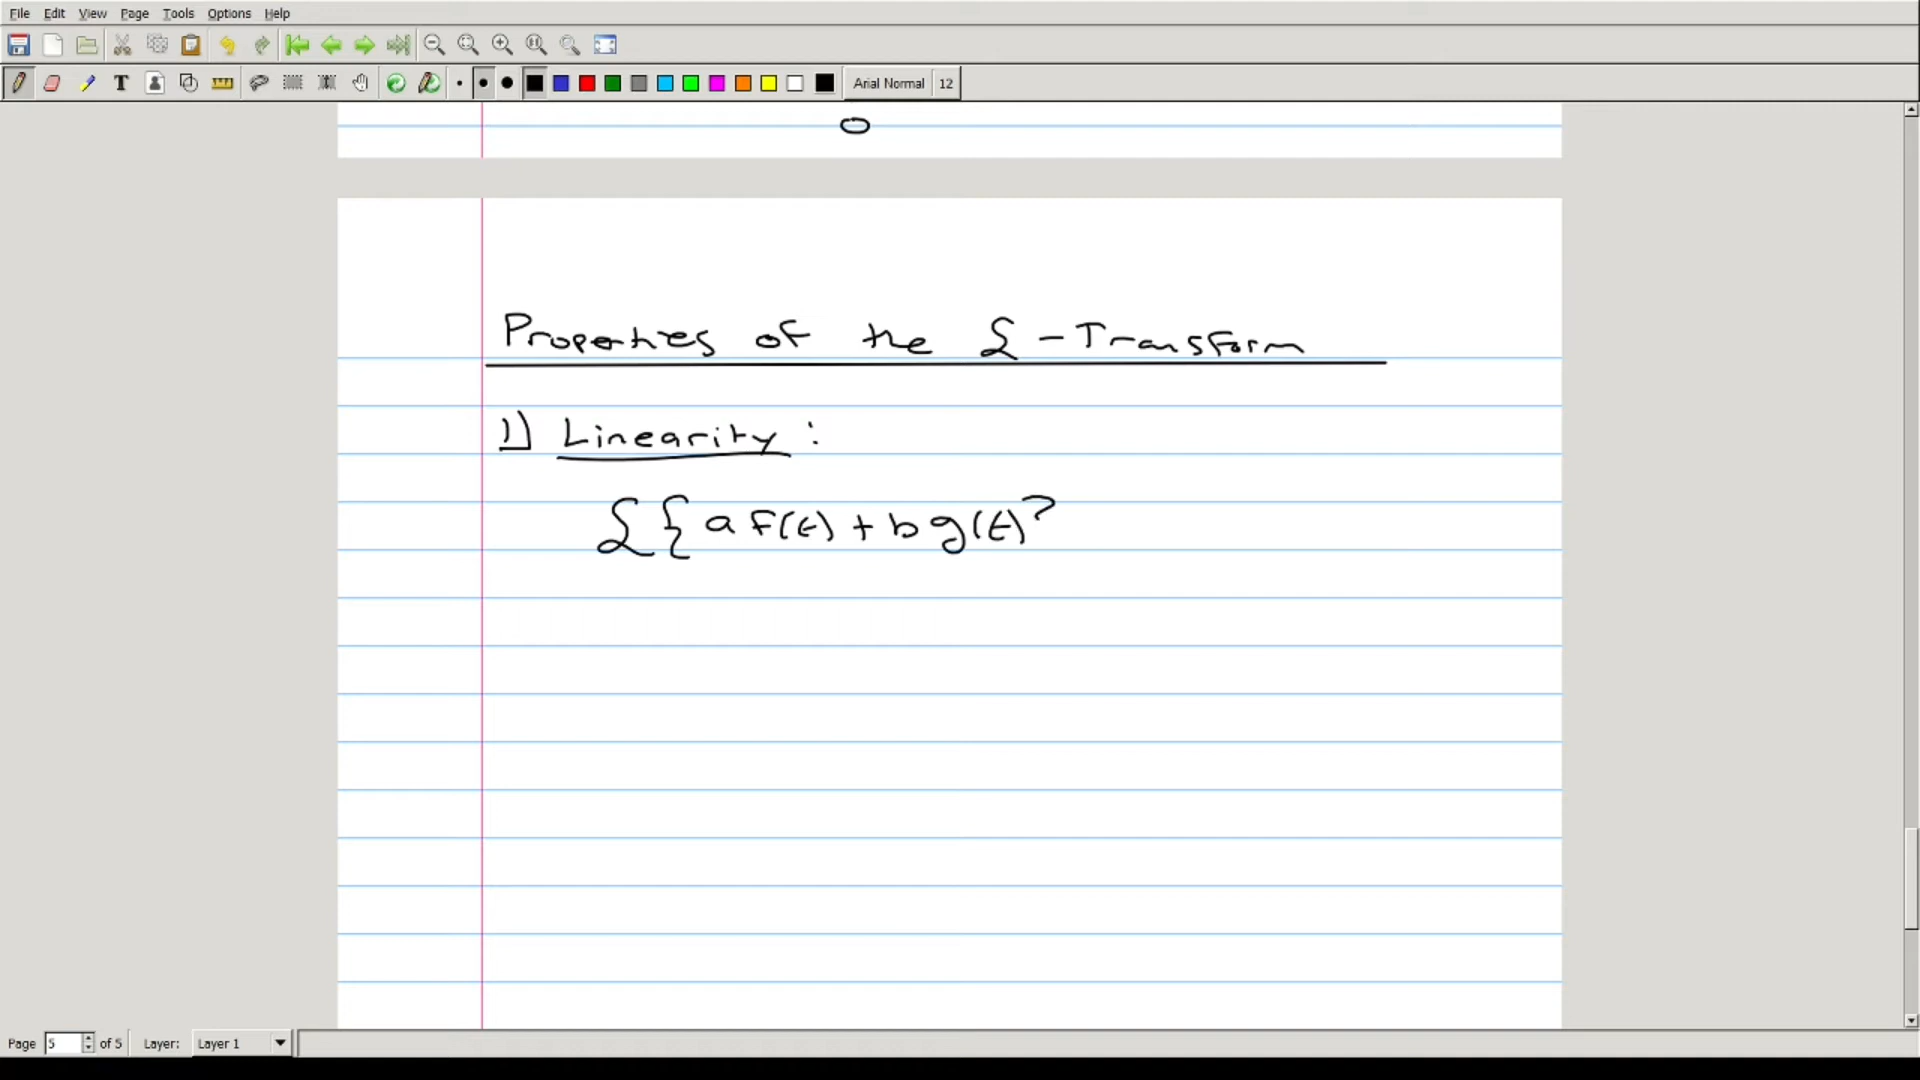 File Edit View Page Tools Options Help
T Arial Normal 12
0
Properties of the ℒ-Transform
1) Linearity:
ℒ{af(t)+bg(t)
Page 5 of 5 Layer: Layer 1